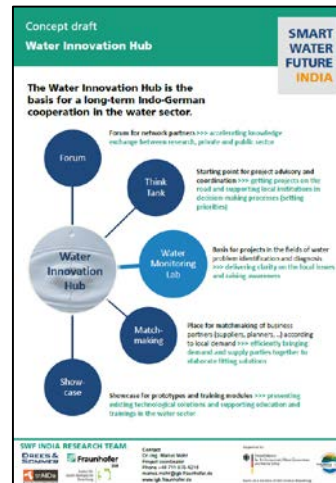 Concept draft
Water Innovation Hub
SMART
WATER
FUTURE
INDIA
The Water Innovation Hub is the
basis for a long-term Indo-German
cooperation in the water sector.
Forum for network partners >>> accelerating knowledge
exchange between research, private and public sector
Forum
Think
Tank
Starting point for project advisory and
coordination >>> getting projects on the
road and supporting local institutions in
decision making processes (setting
priorities)
Water
Innovation
Hub
Water
Monitoring
Lab
Basis for projects in the fields of water
problem identification and diagnosis
>>> delivering clarity on the local issues
and raising awareness
Match-
making
Place for matchmaking of business
partners (suppliers, planners, ...) according
to local demand >>> efficiently bringing
demand and supply parties together to
elaborate fitting solutions
Show-
case
Showcase for prototypes and training modules >>> presenting
existing technological solutions and supporting education and
trainings in the water sector
SWF INDIA RESEARCH TEAM
DREES &
SOMMER
Fraunhofer
IGB
Contact
Project coordinator